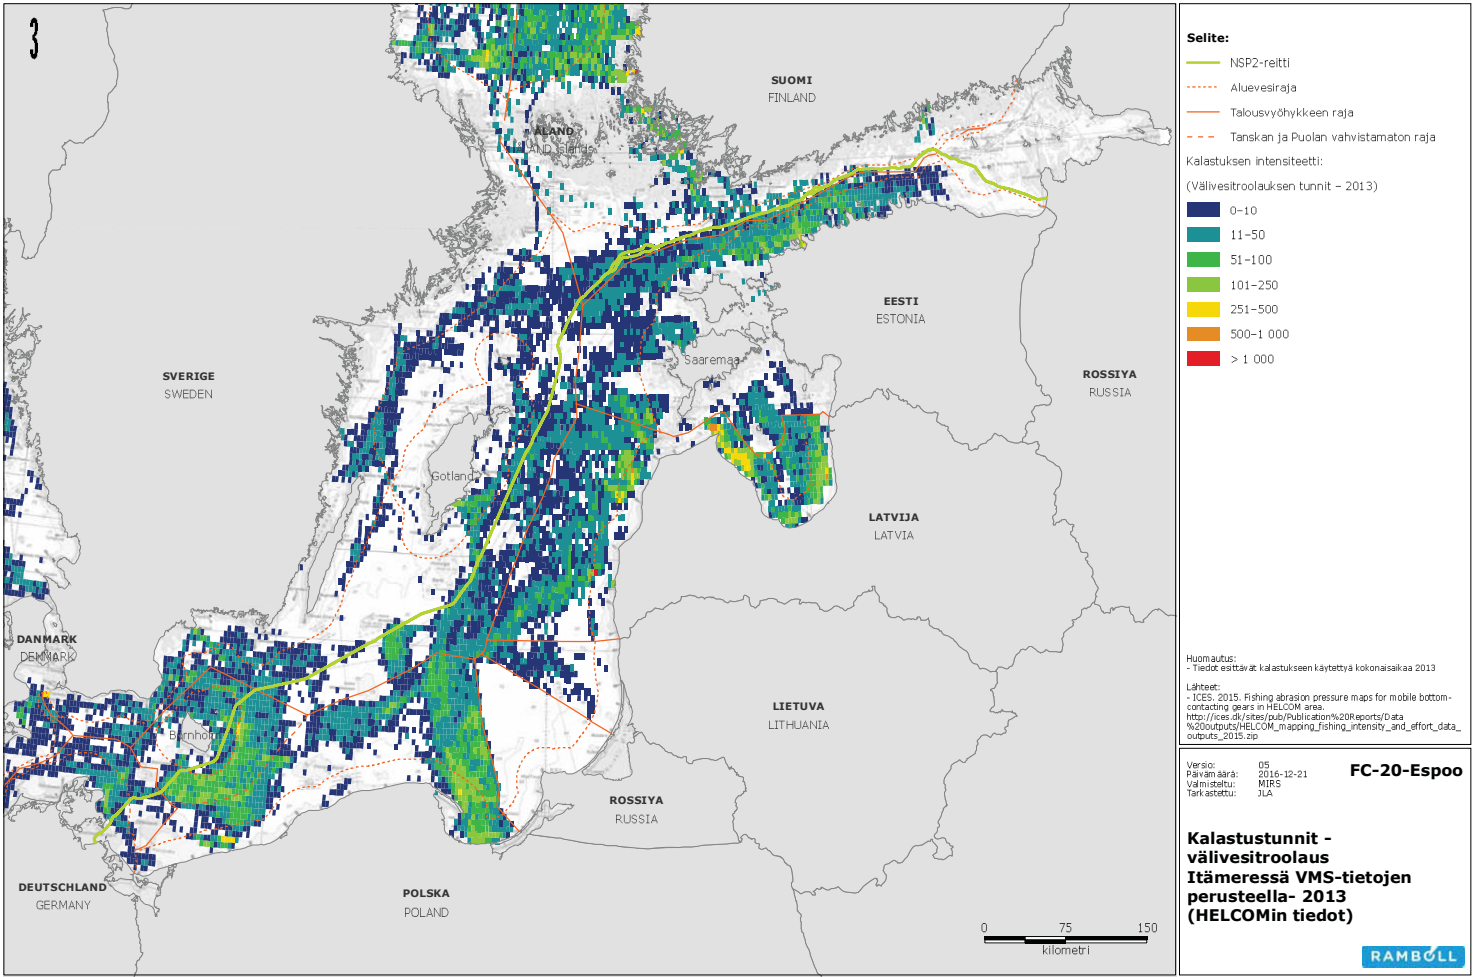 3
SUOMI
FINLAND
ÅLAND
ÅLAND Islands
EESTI
ESTONIA
Saaremaa
SVERIGE
SWEDEN
ROSSIYA
RUSSIA
Gotland
LATVIJA
LATVIA
DANMARK
DENMARK
LIETUVA
LITHUANIA
Bornholm
ROSSIYA
RUSSIA
DEUTSCHLAND
GERMANY
POLSKA
POLAND
0 75 150
kilometri
Selite:
NSP2-reitti
Aluevesiraja
Talousvyöhykkeen raja
Tanskan ja Puolan vahvistamaton raja
Kalastuksen intensiteetti:
(Välivesitroolauksen tunnit – 2013)
0–10
11–50
51–100
101–250
251–500
500–1 000
> 1 000
Huomautus:
- Tiedot esittävät kalastukseen käytettyä kokonaisaikaa 2013
Lähteet:
- ICES. 2015. Fishing abrasion pressure maps for mobile bottom-
contacting gears in HELCOM area.
http://ices.dk/sites/pub/Publication%20Reports/Data
%20outputs/HELCOM_mapping_fishing_intensity_and_effort_data_
outputs_2015.zip
Versio: 05
Päivämäärä: 2016-12-21
Valmisteltu: MIRS
Tarkastettu: JLA
FC-20-Espoo
Kalastustunnit -
välivesitroolaus
Itämeressä VMS-tietojen
perusteella- 2013
(HELCOMin tiedot)
RAMBOLL